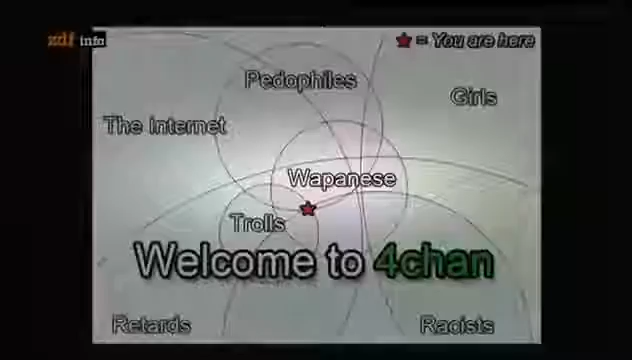 zdf info
= You are here
Pedophiles
Girls
The Internet
Wapanese
Trolls
Welcome to 4chan
Retards
Racists